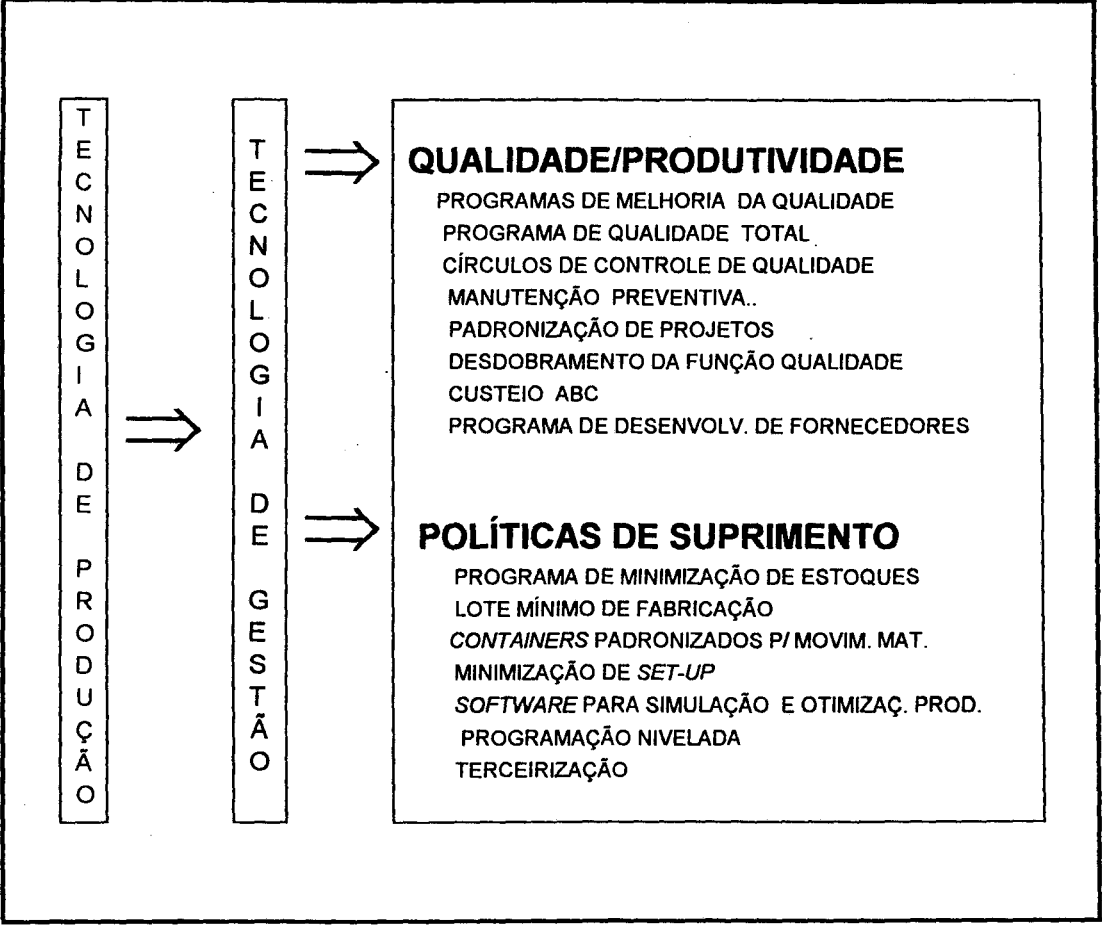 TECNOLOGIA DE PRODUÇÃO
TECNOLOGIA DE GESTÃO
QUALIDADE/PRODUTIVIDADE
PROGRAMAS DE MELHORIA DA QUALIDADE
PROGRAMA DE QUALIDADE TOTAL
CÍRCULOS DE CONTROLE DE QUALIDADE
MANUTENÇÃO PREVENTIVA..
PADRONIZAÇÃO DE PROJETOS
DESDOBRAMENTO DA FUNÇÃO QUALIDADE
CUSTEIO ABC
PROGRAMA DE DESENVOLV. DE FORNECEDORES
POLÍTICAS DE SUPRIMENTO
PROGRAMA DE MINIMIZAÇÃO DE ESTOQUES
LOTE MÍNIMO DE FABRICAÇÃO
CONTAINERS PADRONIZADOS P/ MOVIM. MAT.
MINIMIZAÇÃO DE SET-UP
SOFTWARE PARA SIMULAÇÃO E OTIMIZAÇ. PROD.
PROGRAMAÇÃO NIVELADA
TERCEIRIZAÇÃO